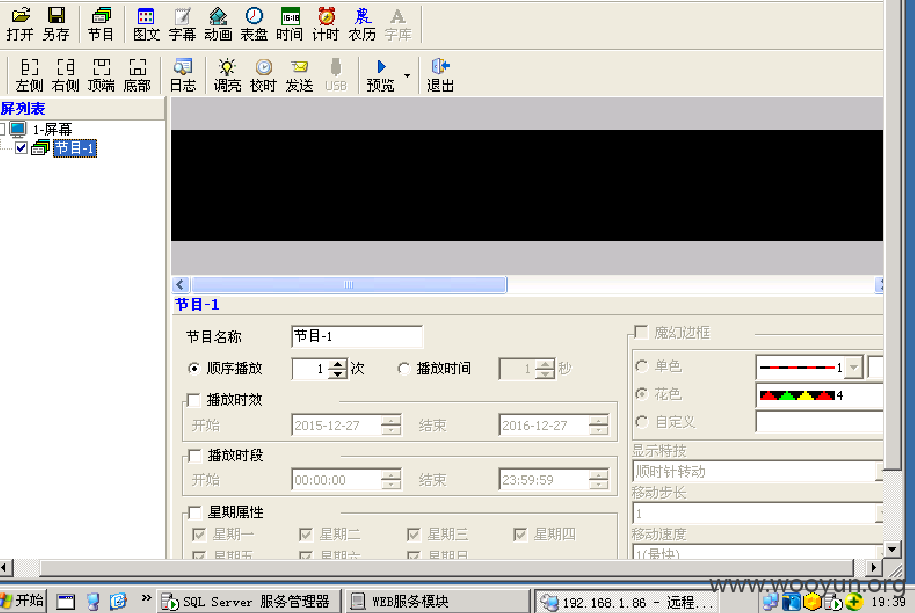 打开 另存 节目 图文 字幕 动画 表盘 时间 计时 农历 字库
左侧 右侧 顶端 底部 日志 调亮 校时 发送 USB 预览 退出
屏列表
1-屏幕
节目-1
节目-1
节目名称 节目-1
顺序播放 1 次 播放时间 1 秒
播放时效
开始 2015-12-27 结束 2016-12-27
播放时段
开始 00:00:00 结束 23:59:59
星期属性
星期一 星期二 星期三 星期四
星期五 星期六 星期日
魔幻边框
单色 1
花色 4
自定义
显示特技
顺时针转动
移动步长
1
移动速度
1(最快)
www.wooyun.org
开始 SQL Server 服务管理器 WEB服务模块 192.168.1.86 - 远程... 19:39